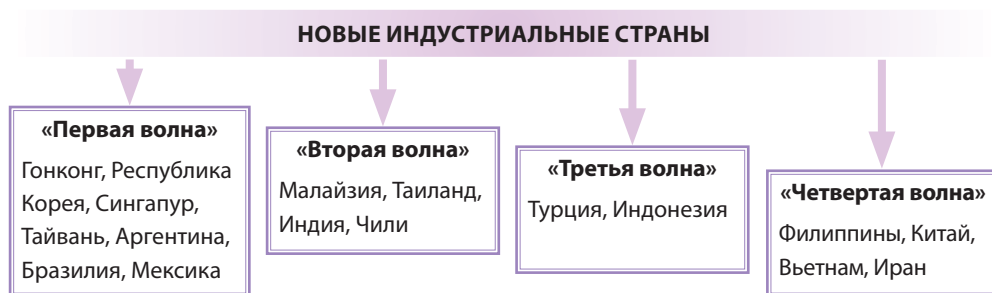 НОВЫЕ ИНДУСТРИАЛЬНЫЕ СТРАНЫ
«Первая волна»
Гонконг, Республика
Корея, Сингапур,
Тайвань, Аргентина,
Бразилия, Мексика
«Вторая волна»
Малайзия, Таиланд,
Индия, Чили
«Третья волна»
Турция, Индонезия
«Четвертая волна»
Филиппины, Китай,
Вьетнам, Иран